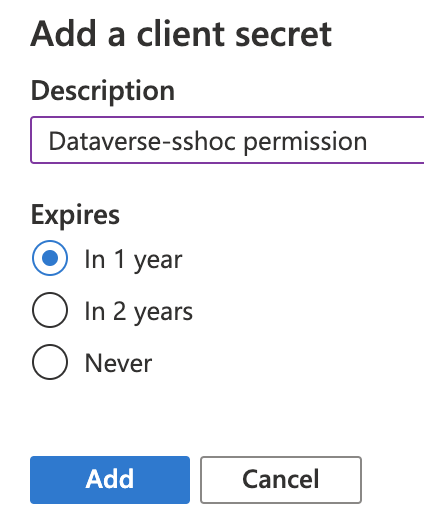 Add a client secret
Description
Dataverse-sshoc permission
Expires
In 1 year
In 2 years
Never
Add
Cancel